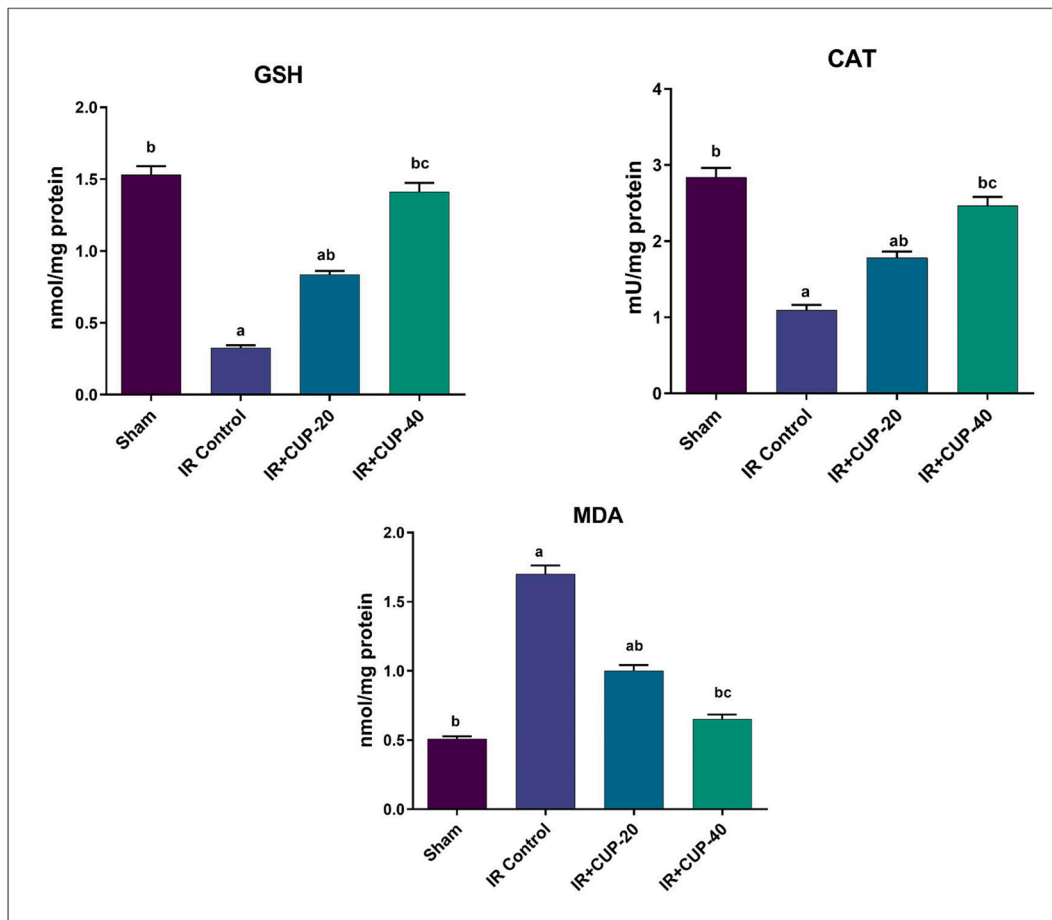 GSH
nmol/mg protein
2.0
1.5
1.0
0.5
0.0
b
a
ab
bc
Sham
IR Control
IR+CUP-20
IR+CUP-40
CAT
mU/mg protein
4
3
2
1
0
b
a
ab
bc
Sham
IR Control
IR+CUP-20
IR+CUP-40
MDA
nmol/mg protein
2.0
1.5
1.0
0.5
0.0
b
a
ab
bc
Sham
IR Control
IR+CUP-20
IR+CUP-40